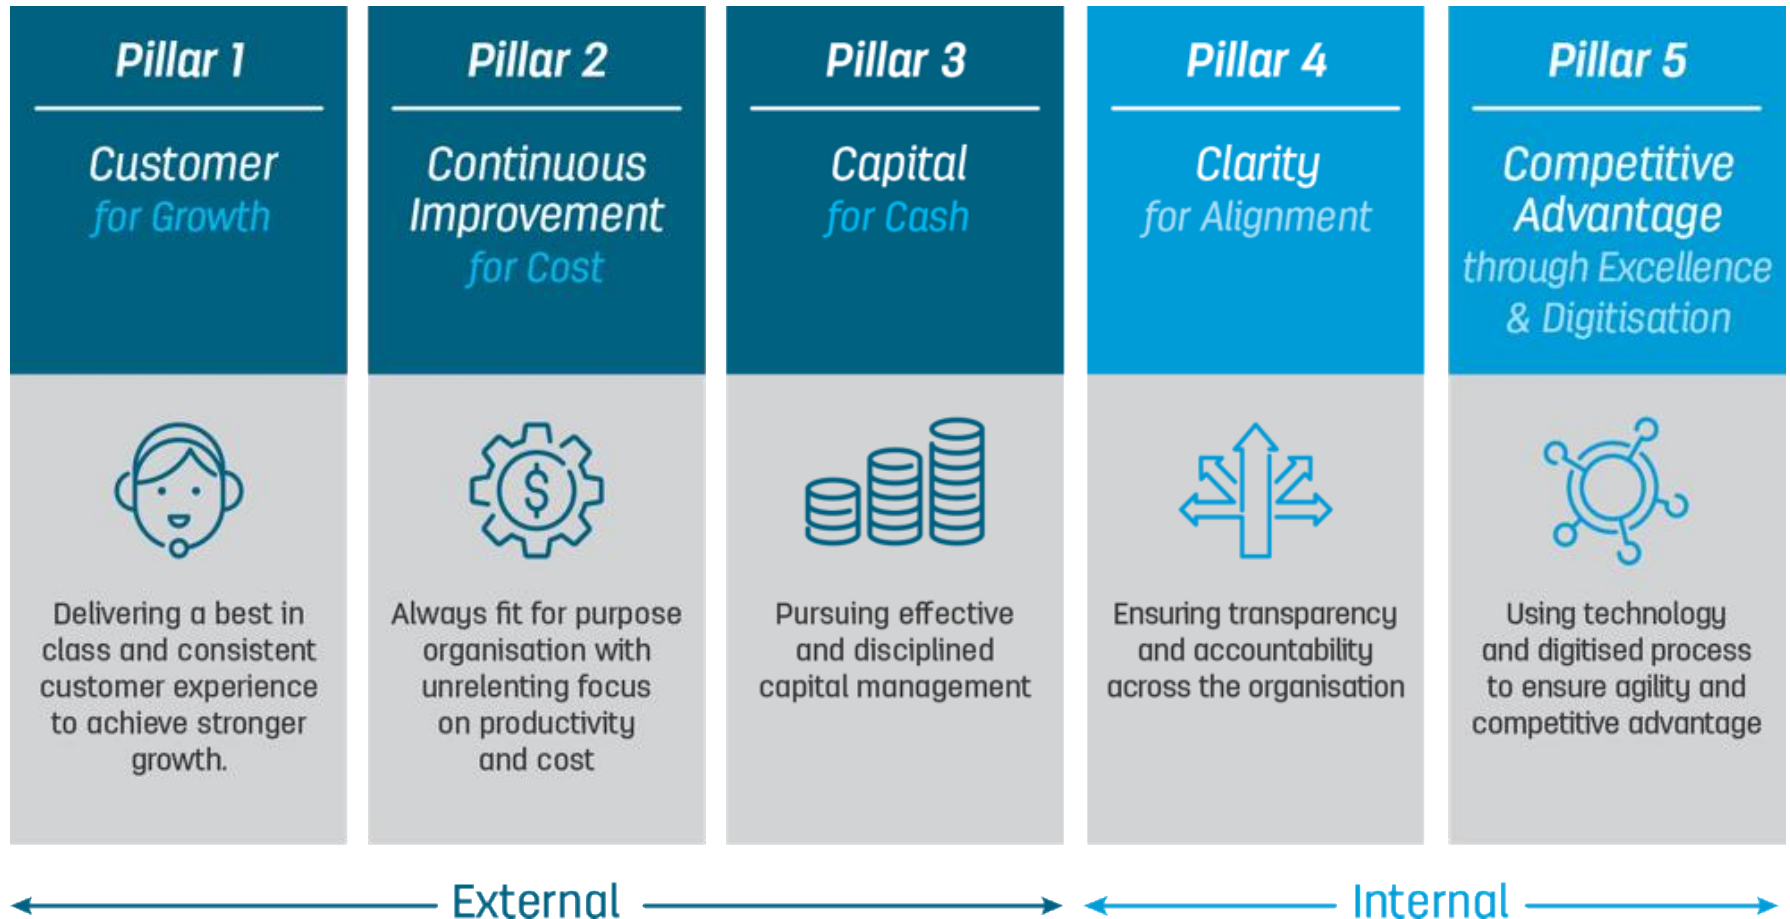 Pillar 1
Customer
for Growth
Delivering a best in
class and consistent
customer experience
to achieve stronger
growth.
Pillar 2
Continuous
Improvement
for Cost
$
Always fit for purpose
organisation with
unrelenting focus
on productivity
and cost
Pillar 3
Capital
for Cash
Pursuing effective
and disciplined
capital management
Pillar 4
Clarity
for Alignment
Ensuring transparency
and accountability
across the organisation
Pillar 5
Competitive
Advantage
through Excellence
& Digitisation
Using technology
and digitised process
to ensure agility and
competitive advantage
External
Internal